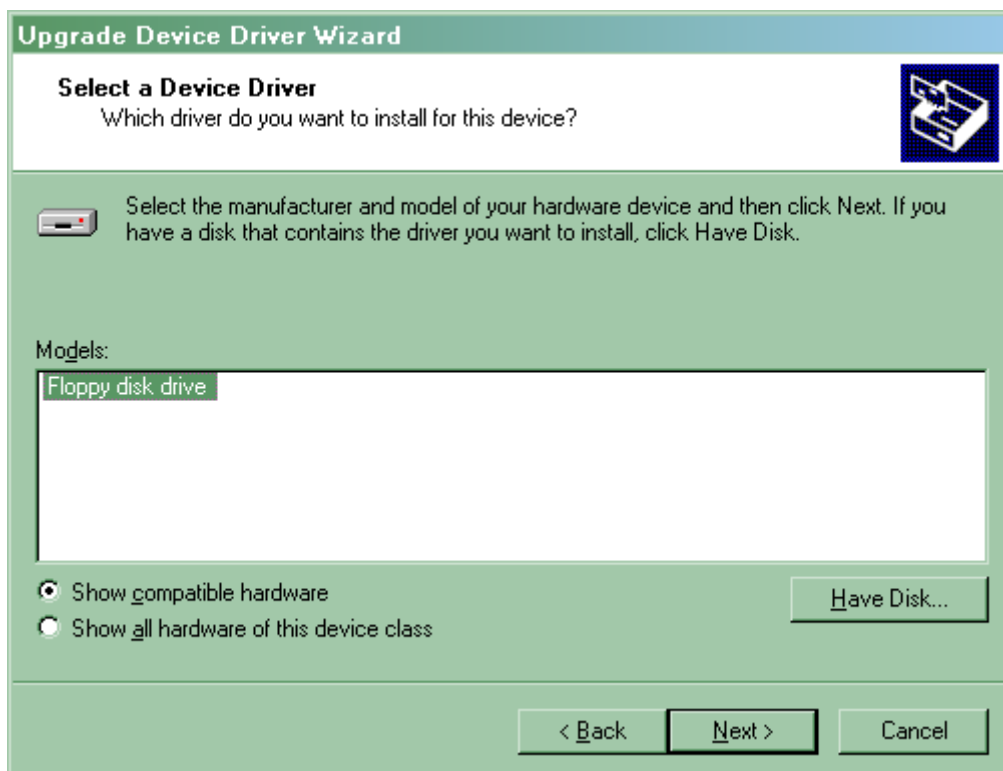 Upgrade Device Driver Wizard
Select a Device Driver
Which driver do you want to install for this device?
Select the manufacturer and model of your hardware device and then click Next. If you
have a disk that contains the driver you want to install, click Have Disk.
Models:
Floppy disk drive
Show compatible hardware
Have Disk...
Show all hardware of this device class
< Back
Next >
Cancel